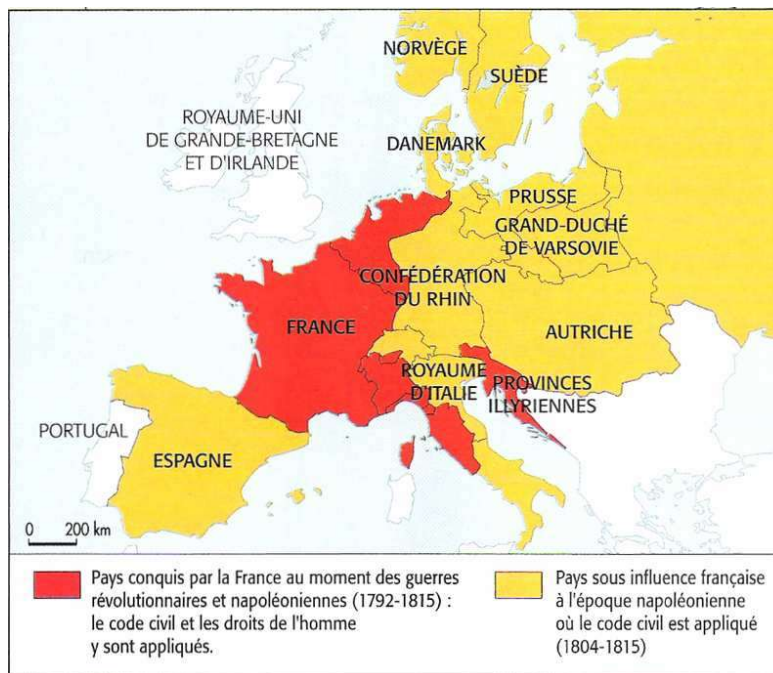 NORVÈGE
SUÈDE
ROYAUME-UNI
DE GRANDE-BRETAGNE
ET D'IRLANDE
DANEMARK
PRUSSE
GRAND-DUCHÉ
DE VARSOVIE
CONFÉDÉRATION
DU RHIN
FRANCE
AUTRICHE
ROYAUME
D'ITALIE
PROVINCES
ILLYRIENNES
PORTUGAL
ESPAGNE
0 200 km
Pays conquis par la France au moment des guerres
révolutionnaires et napoléoniennes (1792-1815) :
le code civil et les droits de l'homme
y sont appliqués.
Pays sous influence française
à l'époque napoléonienne
où le code civil est appliqué
(1804-1815)